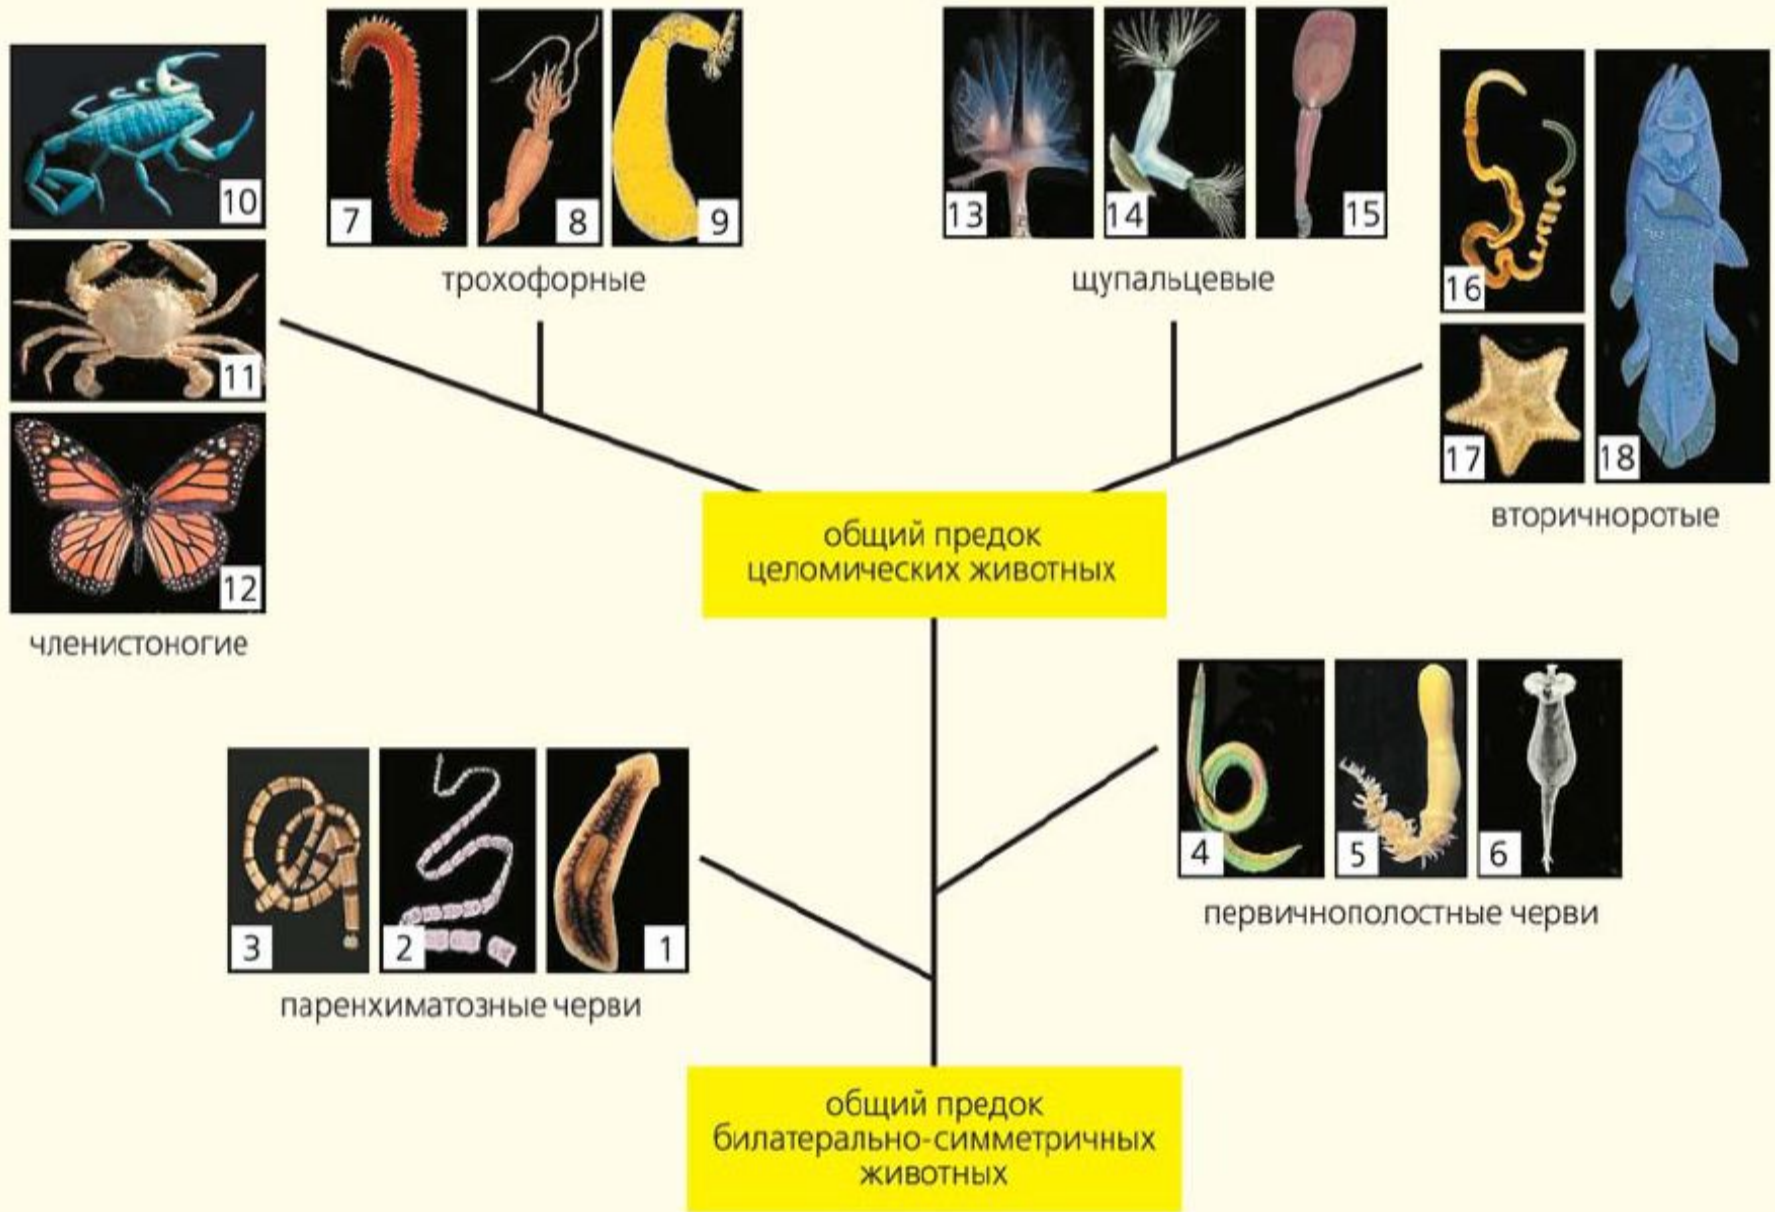 10
11
12
членистоногие
7
8
9
трохофорные
13
14
15
щупальцевые
16
17
18
вторичноротые
общий предок
целомических животных
3
2
1
паренхиматозные черви
4
5
6
первичнополостные черви
общий предок
билатерально-симметричных
животных